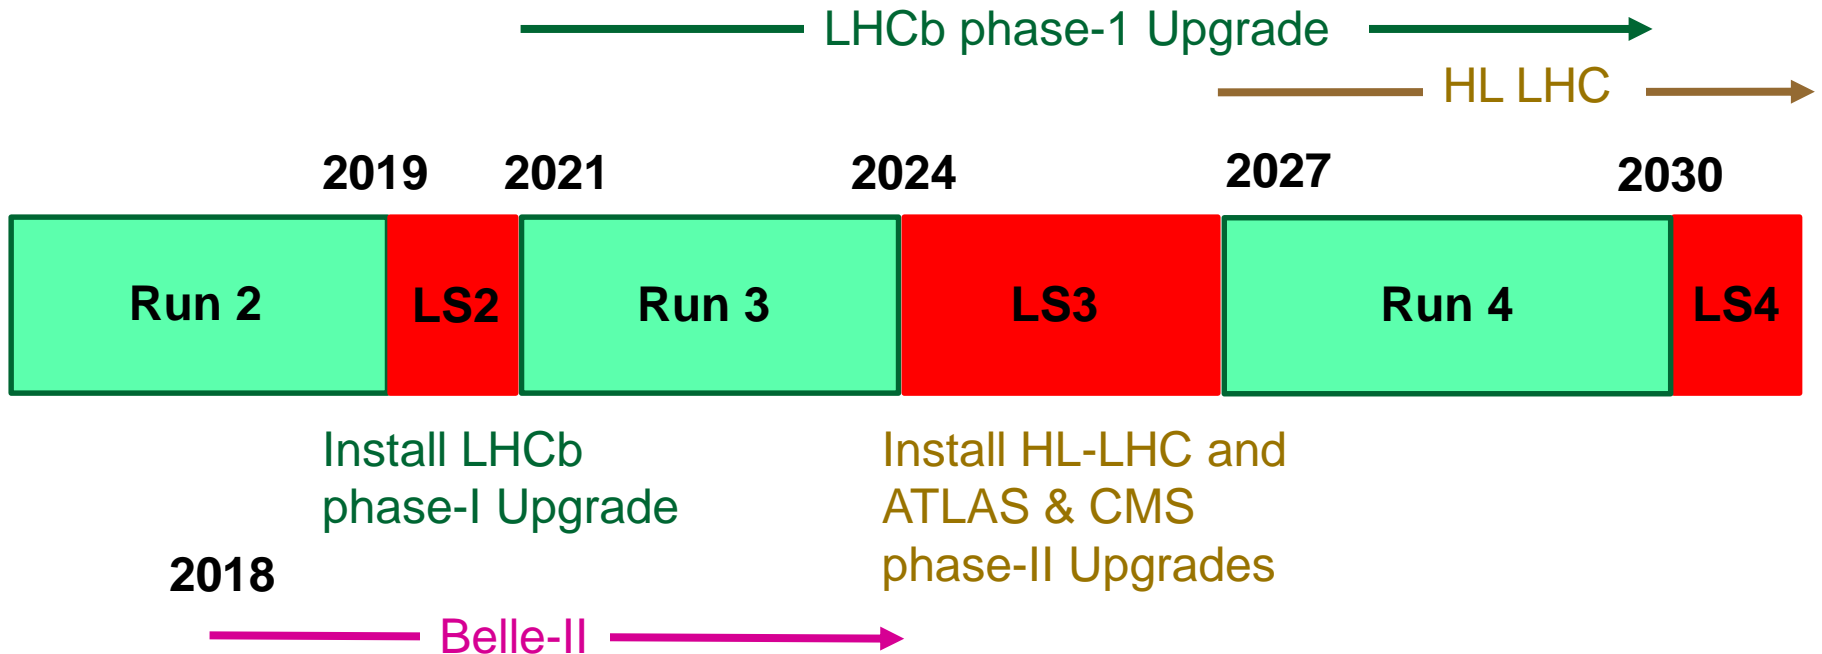 LHCb phase-1 Upgrade
HL LHC
2019 2021 2024 2027 2030
Run 2 LS2 Run 3 LS3 Run 4 LS4
Install LHCb
phase-I Upgrade
Install HL-LHC and
ATLAS & CMS
phase-II Upgrades
2018
Belle-II